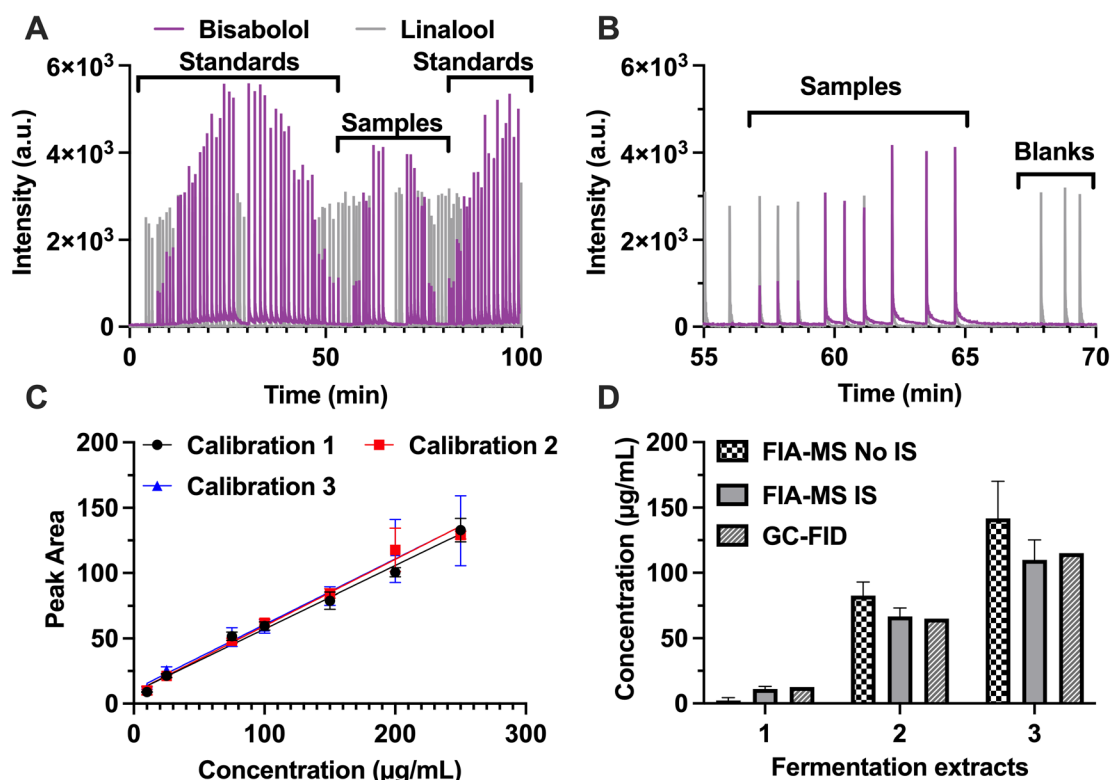 A
Bisabolol
Linalool
Standards
Standards
Samples
6×10³
4×10³
2×10³
0
Intensity (a.u.)
0
50
100
Time (min)
B
Samples
Blanks
6×10³
4×10³
2×10³
0
Intensity (a.u.)
55
60
65
70
Time (min)
C
Calibration 1
Calibration 2
Calibration 3
200
150
100
50
0
Peak Area
0
100
200
300
Concentration (µg/mL)
D
FIA-MS No IS
FIA-MS IS
GC-FID
200
150
100
50
0
Concentration (µg/mL)
1
2
3
Fermentation extracts